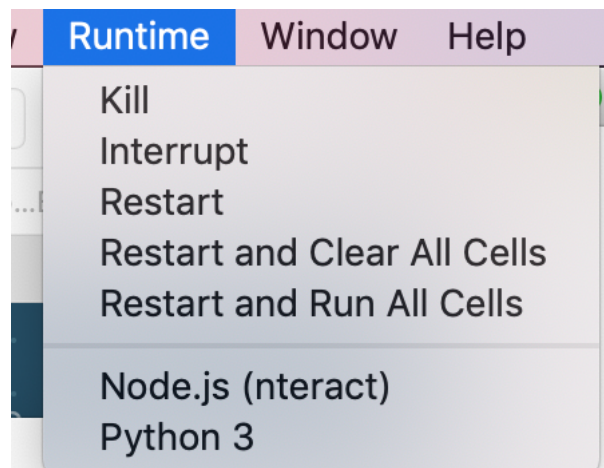 Runtime Window Help
Kill
Interrupt
Restart
Restart and Clear All Cells
Restart and Run All Cells
Node.js (nteract)
Python 3